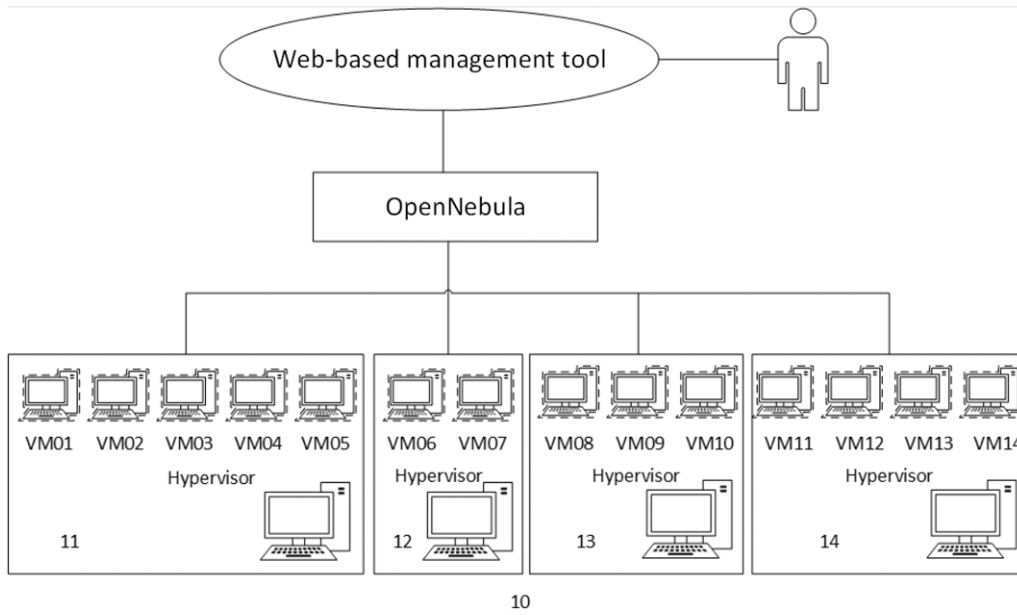 Web-based management tool
OpenNebula
VM01 VM02 VM03 VM04 VM05 VM06 VM07 VM08 VM09 VM10 VM11 VM12 VM13 VM14
Hypervisor Hypervisor Hypervisor Hypervisor
11 12 13 14
10